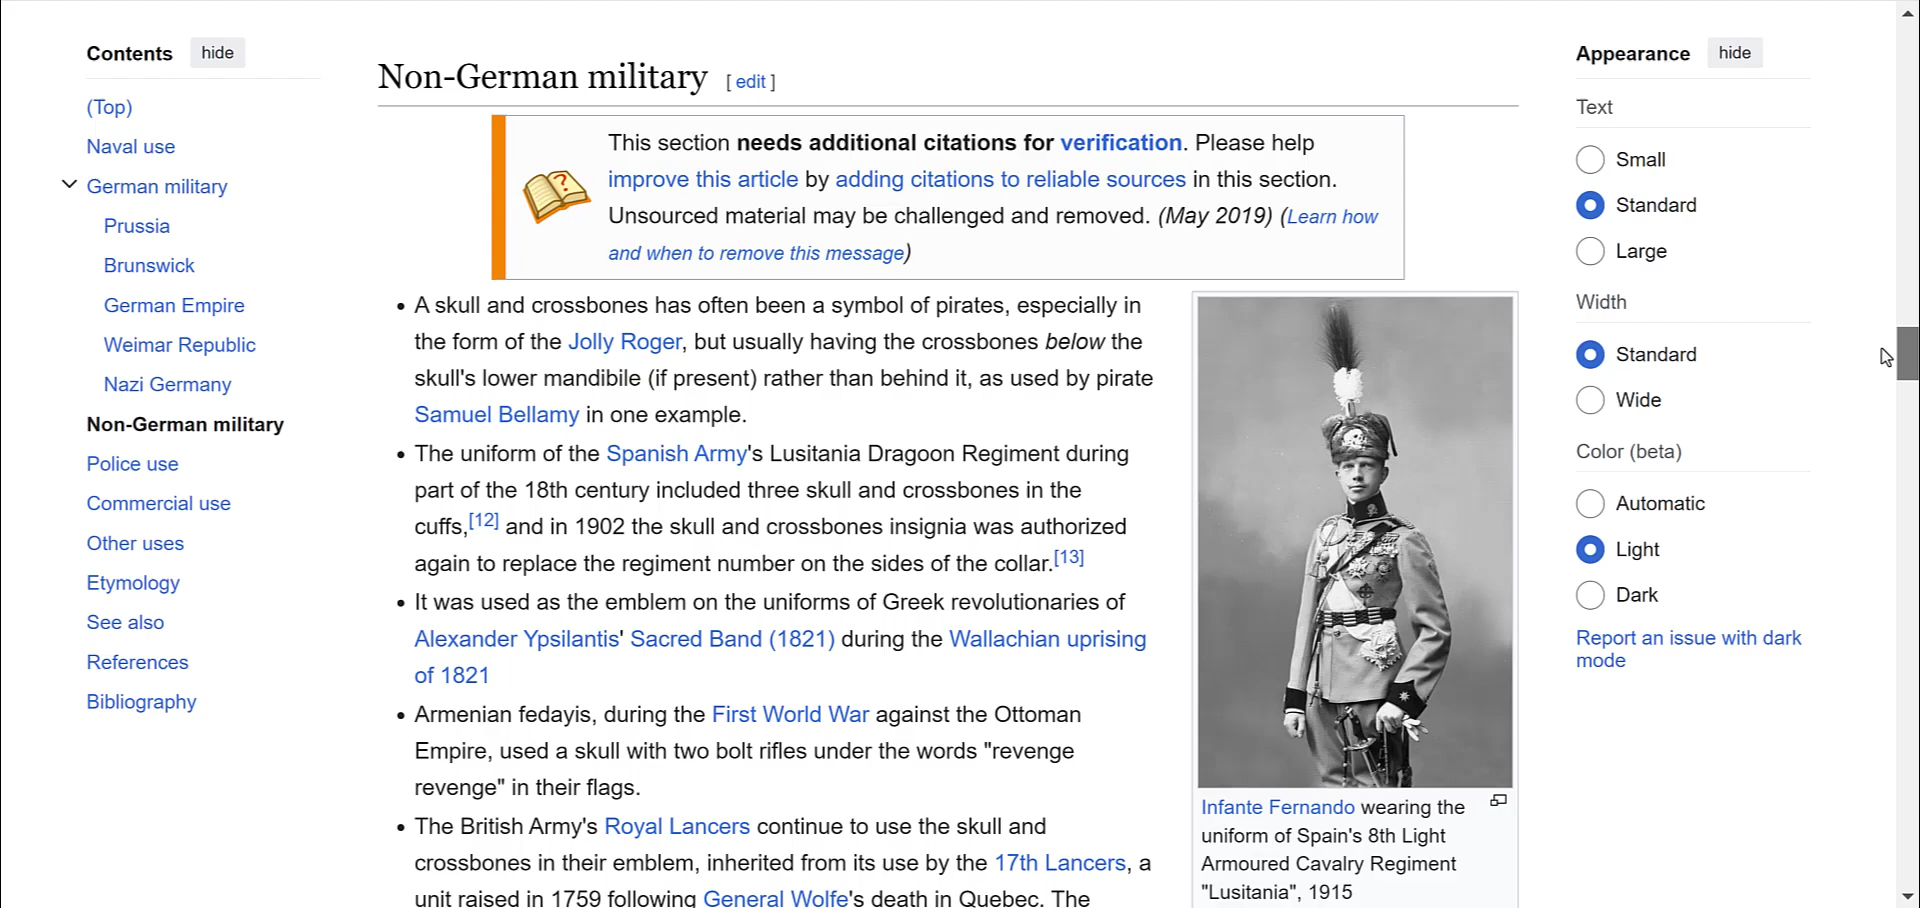 Contents hide
(Top)
Naval use
German military
Prussia
Brunswick
German Empire
Weimar Republic
Nazi Germany
Non-German military
Police use
Commercial use
Other uses
Etymology
See also
References
Bibliography
Non-German military [ edit ]
This section needs additional citations for verification. Please help
improve this article by adding citations to reliable sources in this section.
Unsourced material may be challenged and removed. (May 2019) (Learn how
and when to remove this message)
• A skull and crossbones has often been a symbol of pirates, especially in
the form of the Jolly Roger, but usually having the crossbones below the
skull's lower mandibile (if present) rather than behind it, as used by pirate
Samuel Bellamy in one example.
• The uniform of the Spanish Army's Lusitania Dragoon Regiment during
part of the 18th century included three skull and crossbones in the
cuffs,[12] and in 1902 the skull and crossbones insignia was authorized
again to replace the regiment number on the sides of the collar.[13]
• It was used as the emblem on the uniforms of Greek revolutionaries of
Alexander Ypsilantis' Sacred Band (1821) during the Wallachian uprising
of 1821
• Armenian fedayis, during the First World War against the Ottoman
Empire, used a skull with two bolt rifles under the words "revenge
revenge" in their flags.
• The British Army's Royal Lancers continue to use the skull and
crossbones in their emblem, inherited from its use by the 17th Lancers, a
unit raised in 1759 following General Wolfe's death in Quebec. The
Infante Fernando wearing the
uniform of Spain's 8th Light
Armoured Cavalry Regiment
"Lusitania", 1915
Appearance hide
Text
Small
Standard
Large
Width
Standard
Wide
Color (beta)
Automatic
Light
Dark
Report an issue with dark
mode